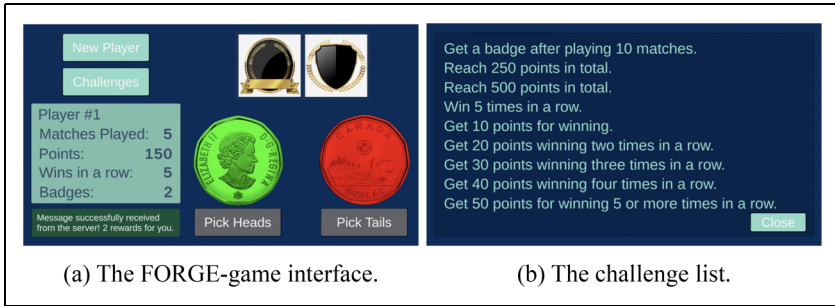 New Player
Challenges
Player #1
Matches Played: 5
Points: 150
Wins in a row: 5
Badges: 2
Message successfully received
from the server! 2 rewards for you.
ELIZABETH II D·G·REGINA
Pick Heads
CANADA
DOLLAR
Pick Tails
Get a badge after playing 10 matches.
Reach 250 points in total.
Reach 500 points in total.
Win 5 times in a row.
Get 10 points for winning.
Get 20 points winning two times in a row.
Get 30 points winning three times in a row.
Get 40 points winning four times in a row.
Get 50 points for winning 5 or more times in a row.
Close
(a) The FORGE-game interface.
(b) The challenge list.